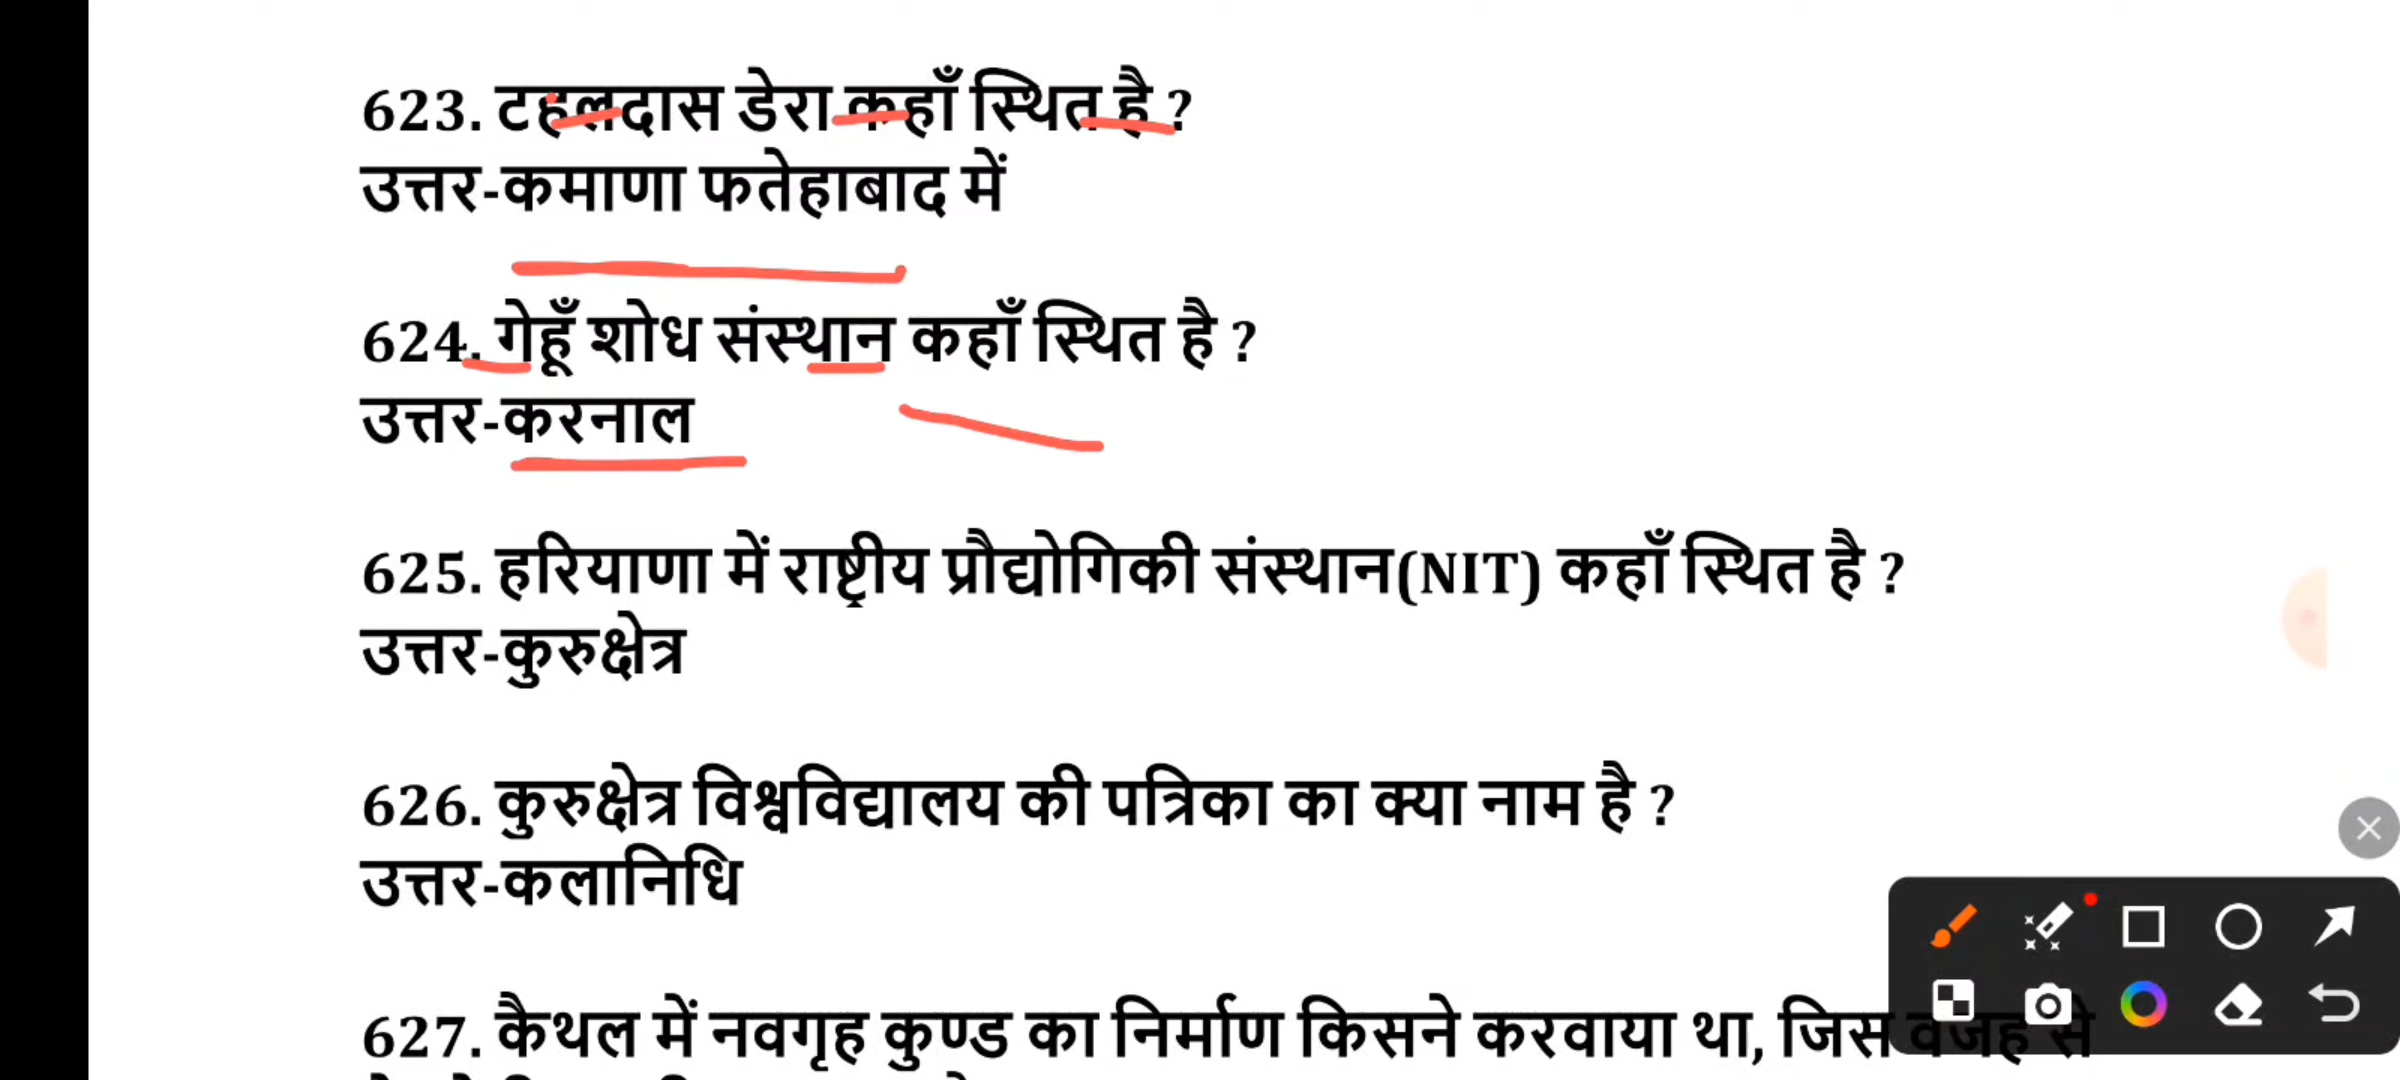 623. टहलदास डेरा कहाँ स्थित है ?
उत्तर-कमाणा फतेहाबाद में
624. गेहूँ शोध संस्थान कहाँ स्थित है ?
उत्तर-करनाल
625. हरियाणा में राष्ट्रीय प्रौद्योगिकी संस्थान(NIT) कहाँ स्थित है ?
उत्तर-कुरुक्षेत्र
626. कुरुक्षेत्र विश्वविद्यालय की पत्रिका का क्या नाम है ?
उत्तर-कलानिधि
627. कैथल में नवगृह कुण्ड का निर्माण किसने करवाया था, जिस वजह से